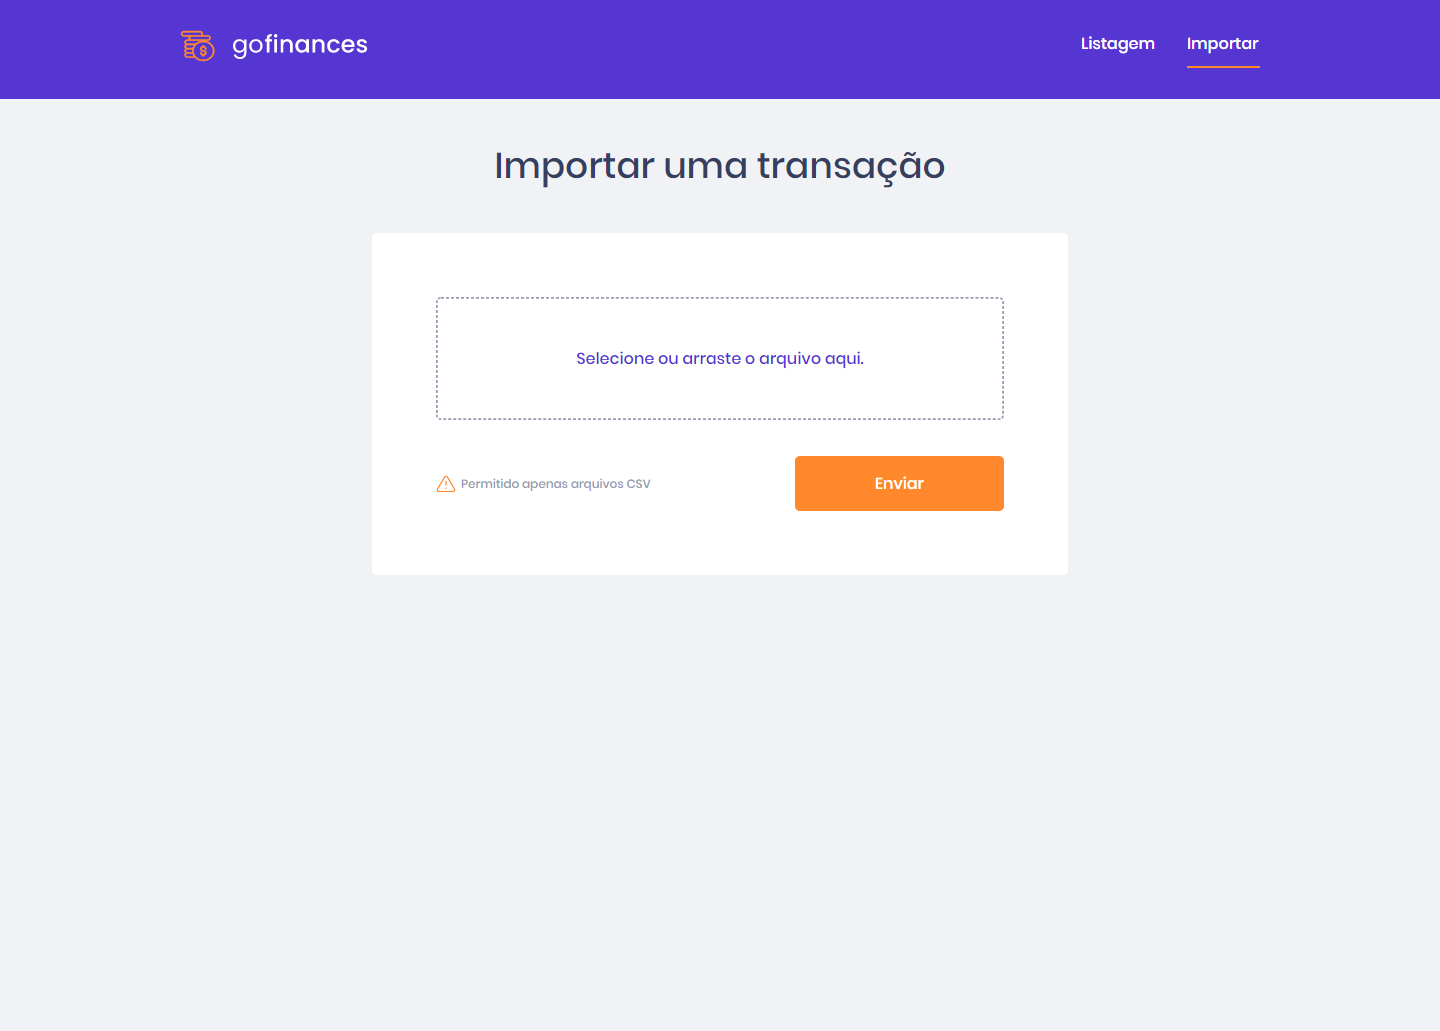 gofinances
Listagem
Importar
Importar uma transação
Selecione ou arraste o arquivo aqui.
Permitido apenas arquivos CSV
Enviar